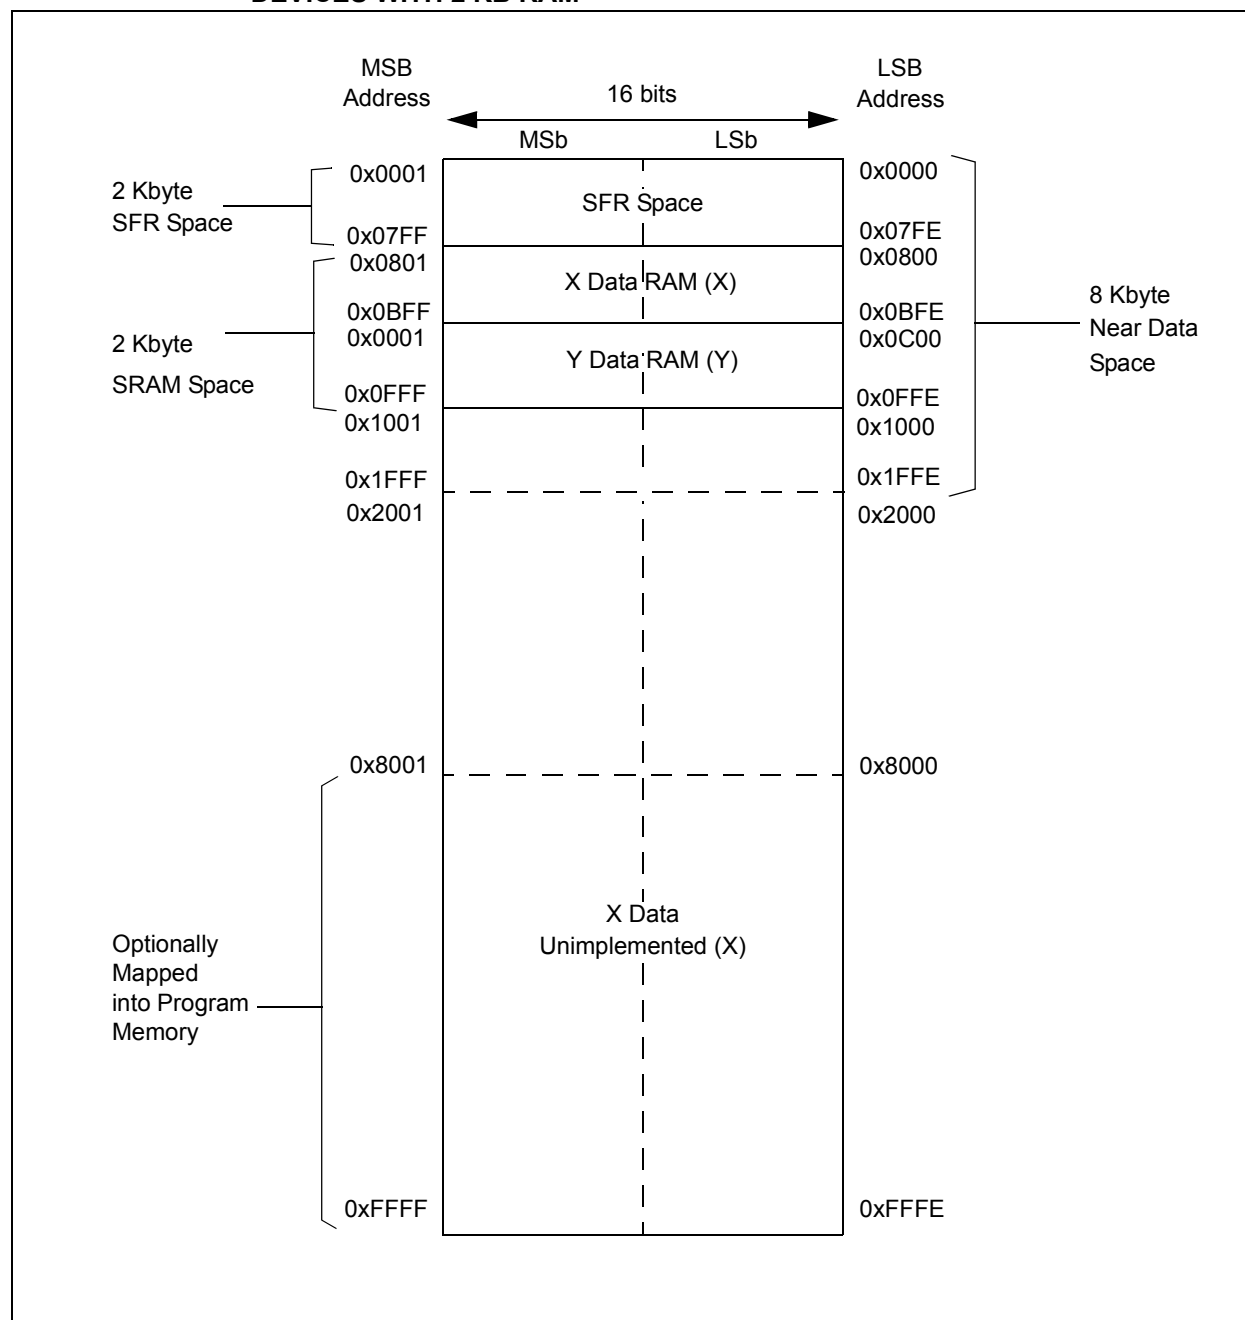 MSB
Address
LSB
Address
16 bits
MSb
LSb
2 Kbyte
SFR Space
0x0001
0x07FF
SFR Space
0x0000
0x07FE
2 Kbyte
SRAM Space
0x0801
0x0BFF
X Data RAM (X)
0x0800
0x0BFE
0x0001
0x0FFF
Y Data RAM (Y)
0x0C00
0x0FFE
8 Kbyte
Near Data
Space
0x1001
0x1FFF
0x1000
0x1FFE
0x2001
0x2000
0x8001
0x8000
Optionally
Mapped
into Program
Memory
X Data
Unimplemented (X)
0xFFFF
0xFFFE